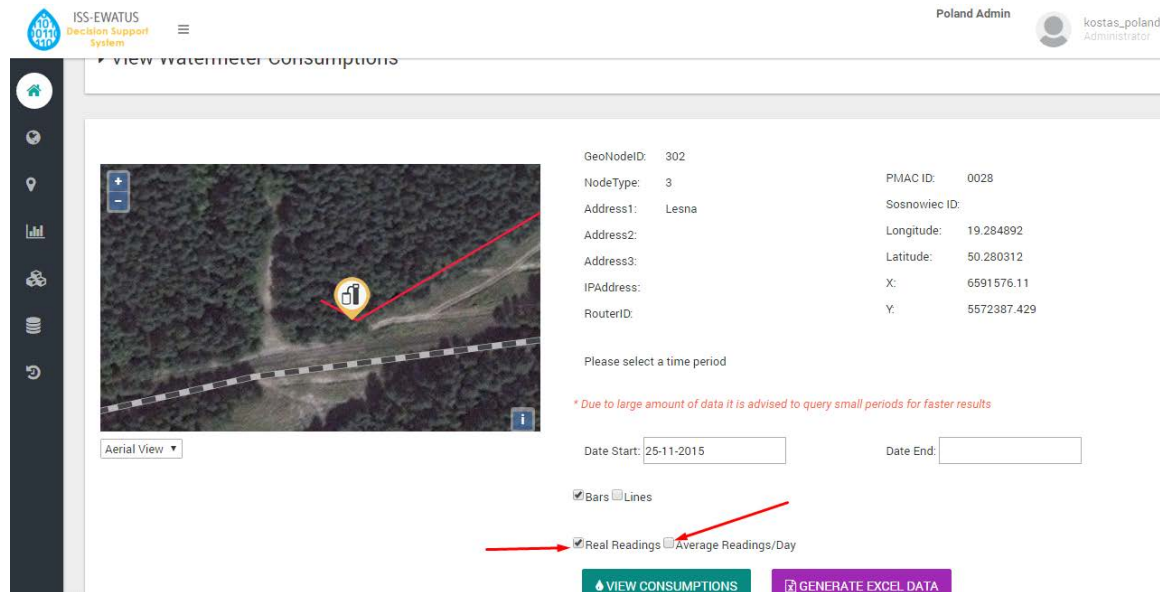 ISS-EWATUS
Decision Support
System
Poland Admin
kostas_poland
Administrator
View Watermeter Consumptions
GeoNodeID: 302
NodeType: 3
Address1: Lesna
Address2:
Address3:
IPAddress:
RouterID:
PMAC ID: 0028
Sosnowiec ID:
Longitude: 19.284892
Latitude: 50.280312
X: 6591576.11
Y: 5572387.429
+
-
i
Aerial View
Please select a time period
* Due to large amount of data it is advised to query small periods for faster results
Date Start: 25-11-2015 Date End:
Bars Lines
Real Readings Average Readings/Day
VIEW CONSUMPTIONS GENERATE EXCEL DATA